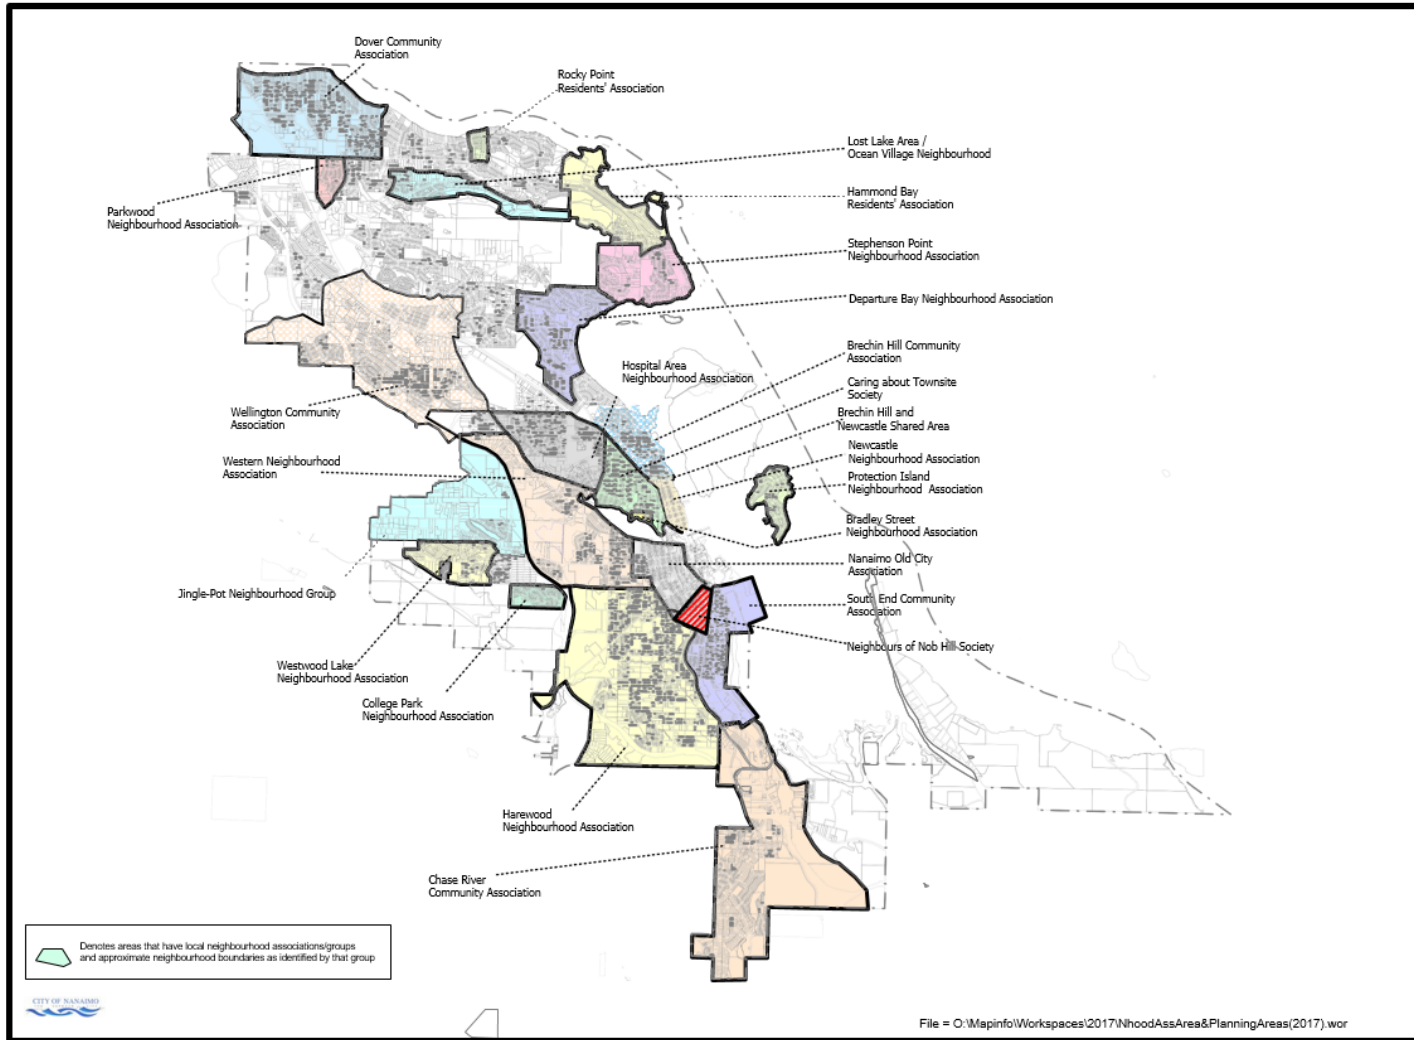 Dover Community
Association
Rocky Point
Residents' Association
Lost Lake Area /
Ocean Village Neighbourhood
Hammond Bay
Residents' Association
Parkwood
Neighbourhood Association
Stephenson Point
Neighbourhood Association
Departure Bay Neighbourhood Association
Brechin Hill Community
Association
Hospital Area
Neighbourhood Association
Caring about Townsite
Society
Brechin Hill and
Newcastle Shared Area
Wellington Community
Association
Newcastle
Neighbourhood Association
Western Neighbourhood
Association
Protection Island
Neighbourhood Association
Bradley Street
Neighbourhood Association
Nanaimo Old City
Association
Jingle-Pot Neighbourhood Group
South End Community
Association
Neighbours of Nob Hill Society
Westwood Lake
Neighbourhood Association
College Park
Neighbourhood Association
Harewood
Neighbourhood Association
Chase River
Community Association
Denotes areas that have local neighbourhood associations/groups
and approximate neighbourhood boundaries as identified by that group
CITY OF NANAIMO
File = O:\Mapinfo\Workspaces\2017\NhoodAssArea&PlanningAreas(2017).wor